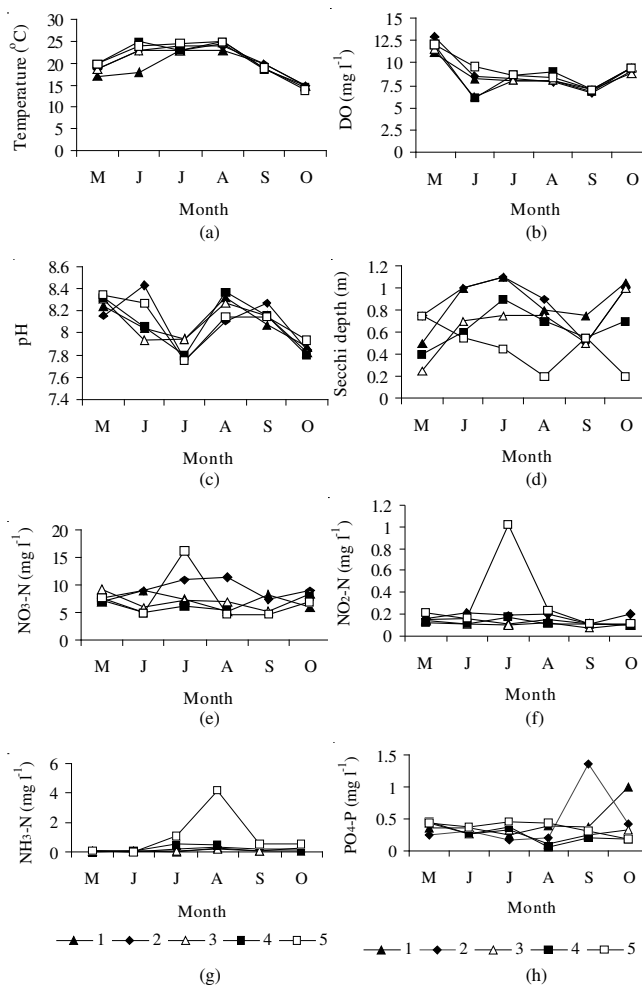 Temperature (°C)
30
25
20
15
10
5
0
M J J A S O
Month
(a)
DO (mg l⁻¹)
15
12.5
10
7.5
5
2.5
0
M J J A S O
Month
(b)
pH
8.6
8.4
8.2
8
7.8
7.6
7.4
M J J A S O
Month
(c)
Secchi depth (m)
1.2
1
0.8
0.6
0.4
0.2
0
M J J A S O
Month
(d)
NO₃-N (mg l⁻¹)
20
15
10
5
0
M J J A S O
Month
(e)
NO₂-N (mg l⁻¹)
1.2
1
0.8
0.6
0.4
0.2
0
M J J A S O
Month
(f)
NH₃-N (mg l⁻¹)
6
4
2
0
M J J A S O
Month
1 2 3 4 5
(g)
PO₄-P (mg l⁻¹)
1.5
1
0.5
0
M J J A S O
Month
1 2 3 4 5
(h)